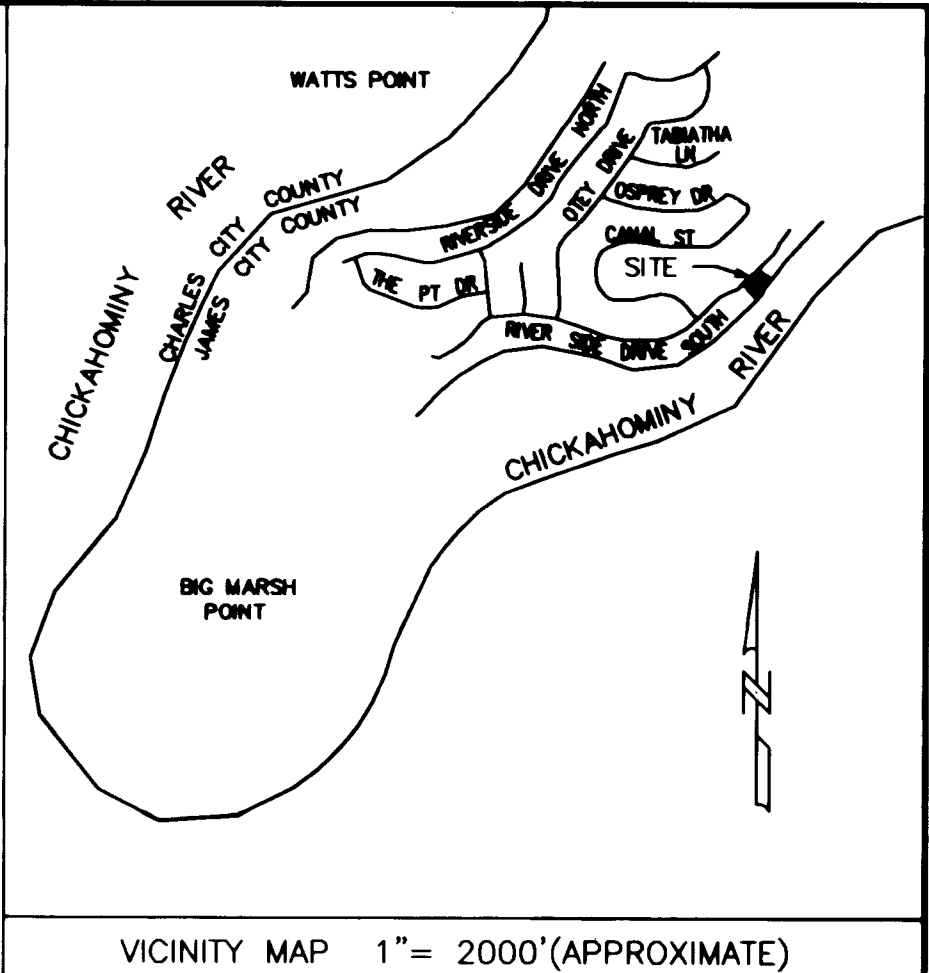 WATTS POINT
RIVERSIDE DRIVE NORTH
OTEY DRIVE
TABIATHA
LN
OSPREY DR
CAMAL ST
SITE
RIVER
CHARLES CITY COUNTY
JAMES CITY COUNTY
THE PT DR
RIVER SIDE DRIVE SOUTH
CHICKAHOMINY
CHICKAHOMINY RIVER
BIG MARSH
POINT
N
VICINITY MAP 1"= 2000'(APPROXIMATE)